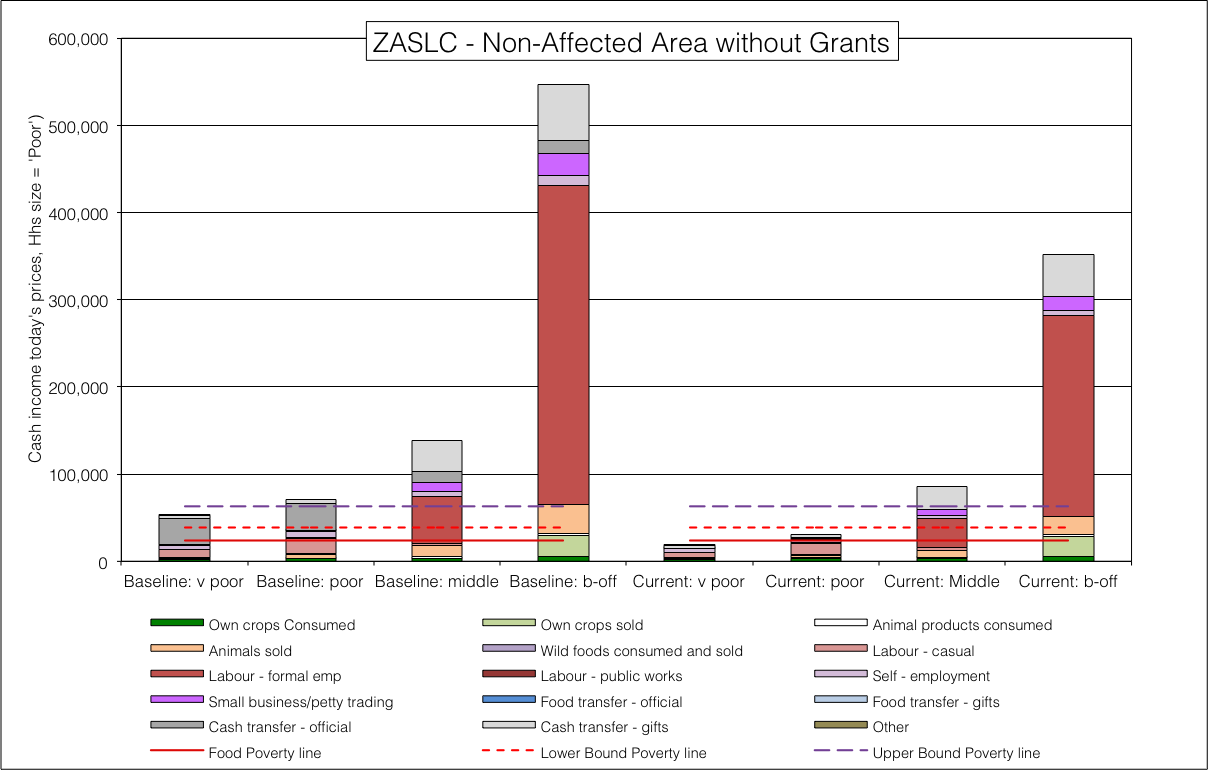 ZASLC - Non-Affected Area without Grants
Cash income today's prices, Hhs size = 'Poor')
600,000
500,000
400,000
300,000
200,000
100,000
0
Baseline: v poor Baseline: poor Baseline: middle Baseline: b-off Current: v poor Current: poor Current: Middle Current: b-off
Own crops Consumed Own crops sold Animal products consumed
Animals sold Wild foods consumed and sold Labour - casual
Labour - formal emp Labour - public works Self - employment
Small business/petty trading Food transfer - official Food transfer - gifts
Cash transfer - official Cash transfer - gifts Other
Food Poverty line Lower Bound Poverty line Upper Bound Poverty line